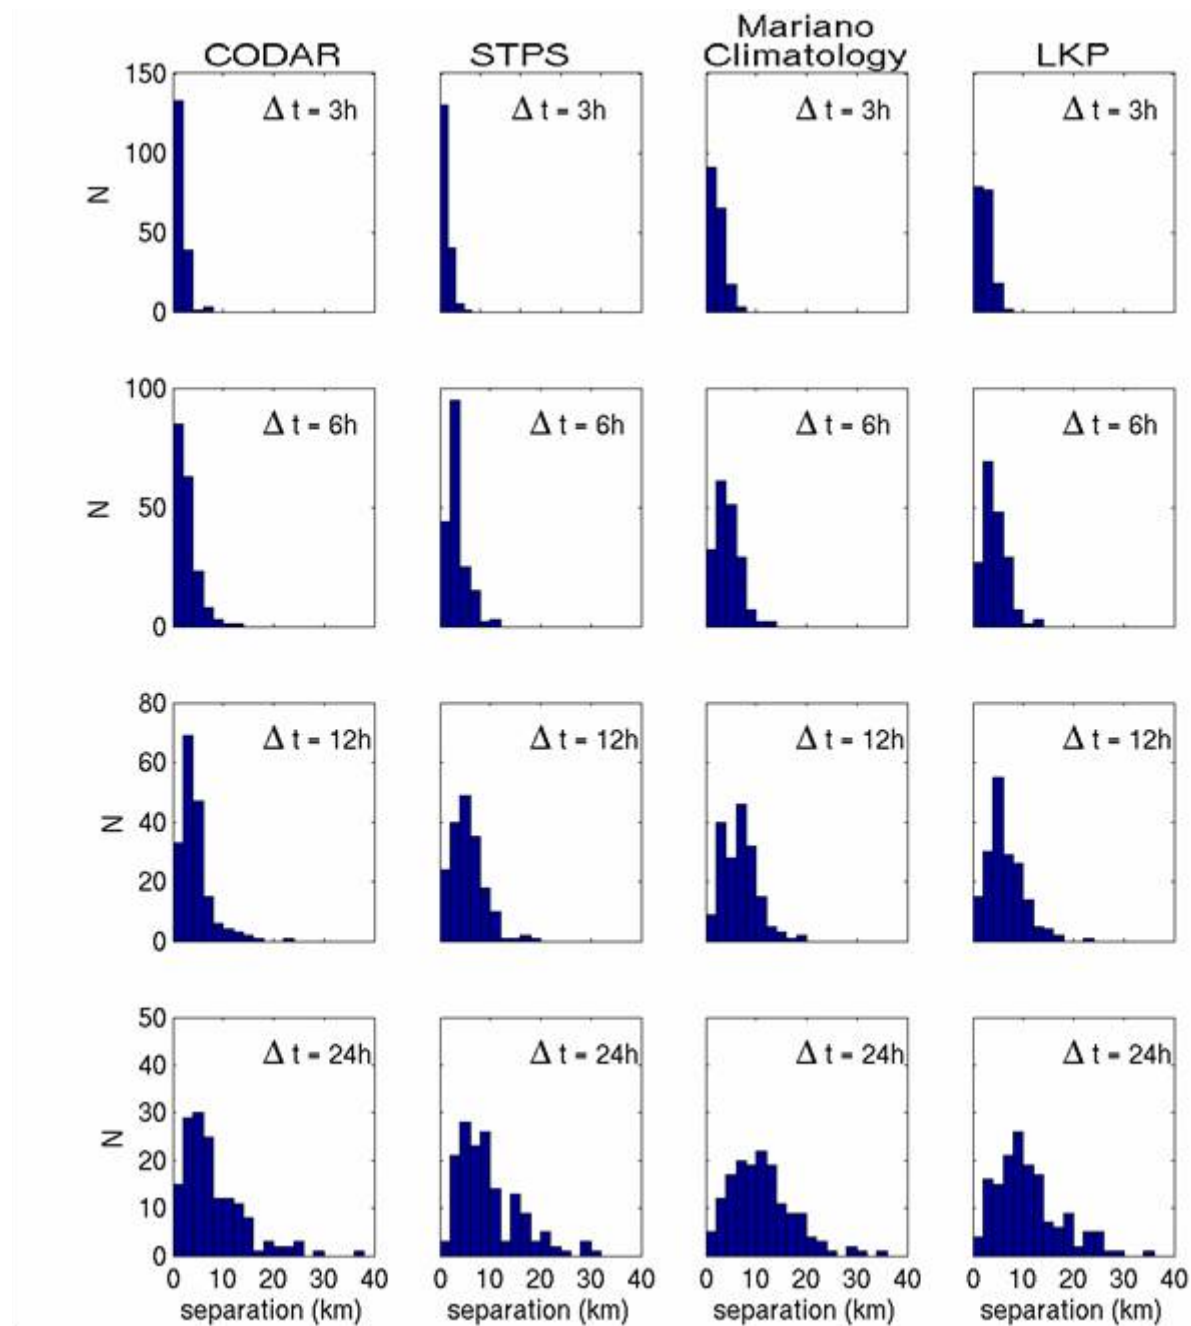 CODAR STPS Mariano Climatology LKP
150 Δ t = 3h Δ t = 3h Δ t = 3h Δ t = 3h
100
N
50
0
100 Δ t = 6h Δ t = 6h Δ t = 6h Δ t = 6h
N 50
0
80 Δ t = 12h Δ t = 12h Δ t = 12h Δ t = 12h
60
N 40
20
0
50 Δ t = 24h Δ t = 24h Δ t = 24h Δ t = 24h
40
30
N
20
10
0
0 10 20 30 40 0 10 20 30 40 0 10 20 30 40 0 10 20 30 40
separation (km) separation (km) separation (km) separation (km)